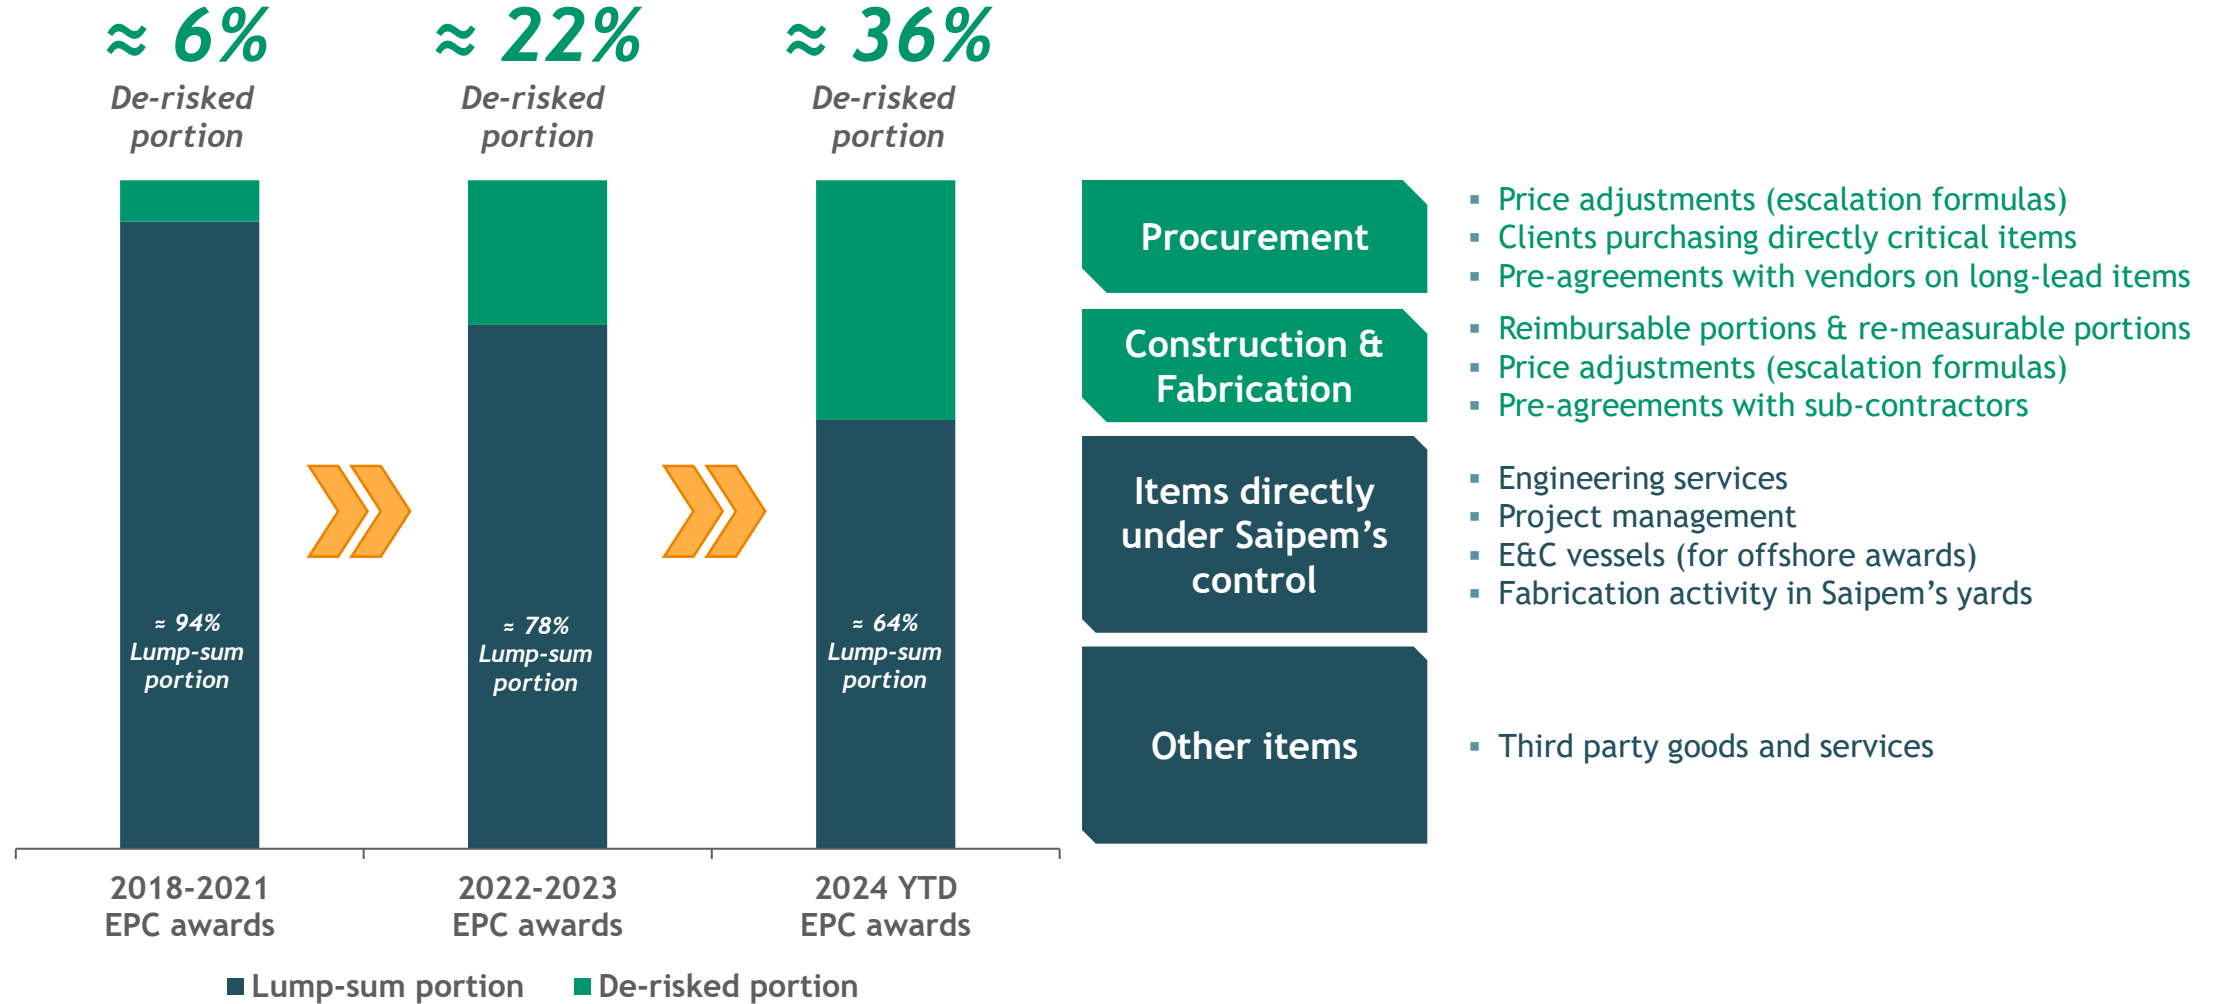 ≈ 6%
De-risked
portion
≈ 22%
De-risked
portion
≈ 36%
De-risked
portion
≈ 94%
Lump-sum
portion
≈ 78%
Lump-sum
portion
≈ 64%
Lump-sum
portion
2018-2021
EPC awards
2022-2023
EPC awards
2024 YTD
EPC awards
Lump-sum portion
De-risked portion
Procurement
▪ Price adjustments (escalation formulas)
▪ Clients purchasing directly critical items
▪ Pre-agreements with vendors on long-lead items
Construction &
Fabrication
▪ Reimbursable portions & re-measurable portions
▪ Price adjustments (escalation formulas)
▪ Pre-agreements with sub-contractors
Items directly
under Saipem’s
control
▪ Engineering services
▪ Project management
▪ E&C vessels (for offshore awards)
▪ Fabrication activity in Saipem’s yards
Other items
▪ Third party goods and services